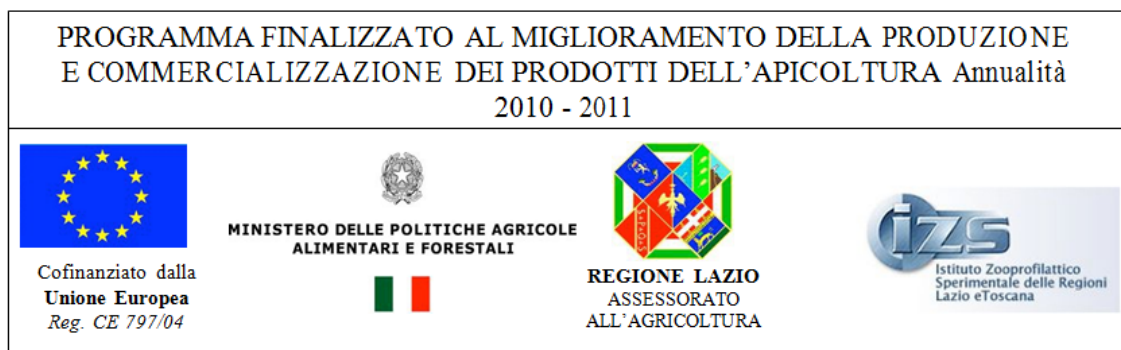 PROGRAMMA FINALIZZATO AL MIGLIORAMENTO DELLA PRODUZIONE
E COMMERCIALIZZAZIONE DEI PRODOTTI DELL'APICOLTURA Annualità
2010 - 2011
Cofinanziato dalla
Unione Europea
Reg. CE 797/04
MINISTERO DELLE POLITICHE AGRICOLE
ALIMENTARI E FORESTALI
S.P.Q.S
REGIONE LAZIO
ASSESSORATO
ALL'AGRICOLTURA
izs
Istituto Zooprofilattico
Sperimentale delle Regioni
Lazio eToscana